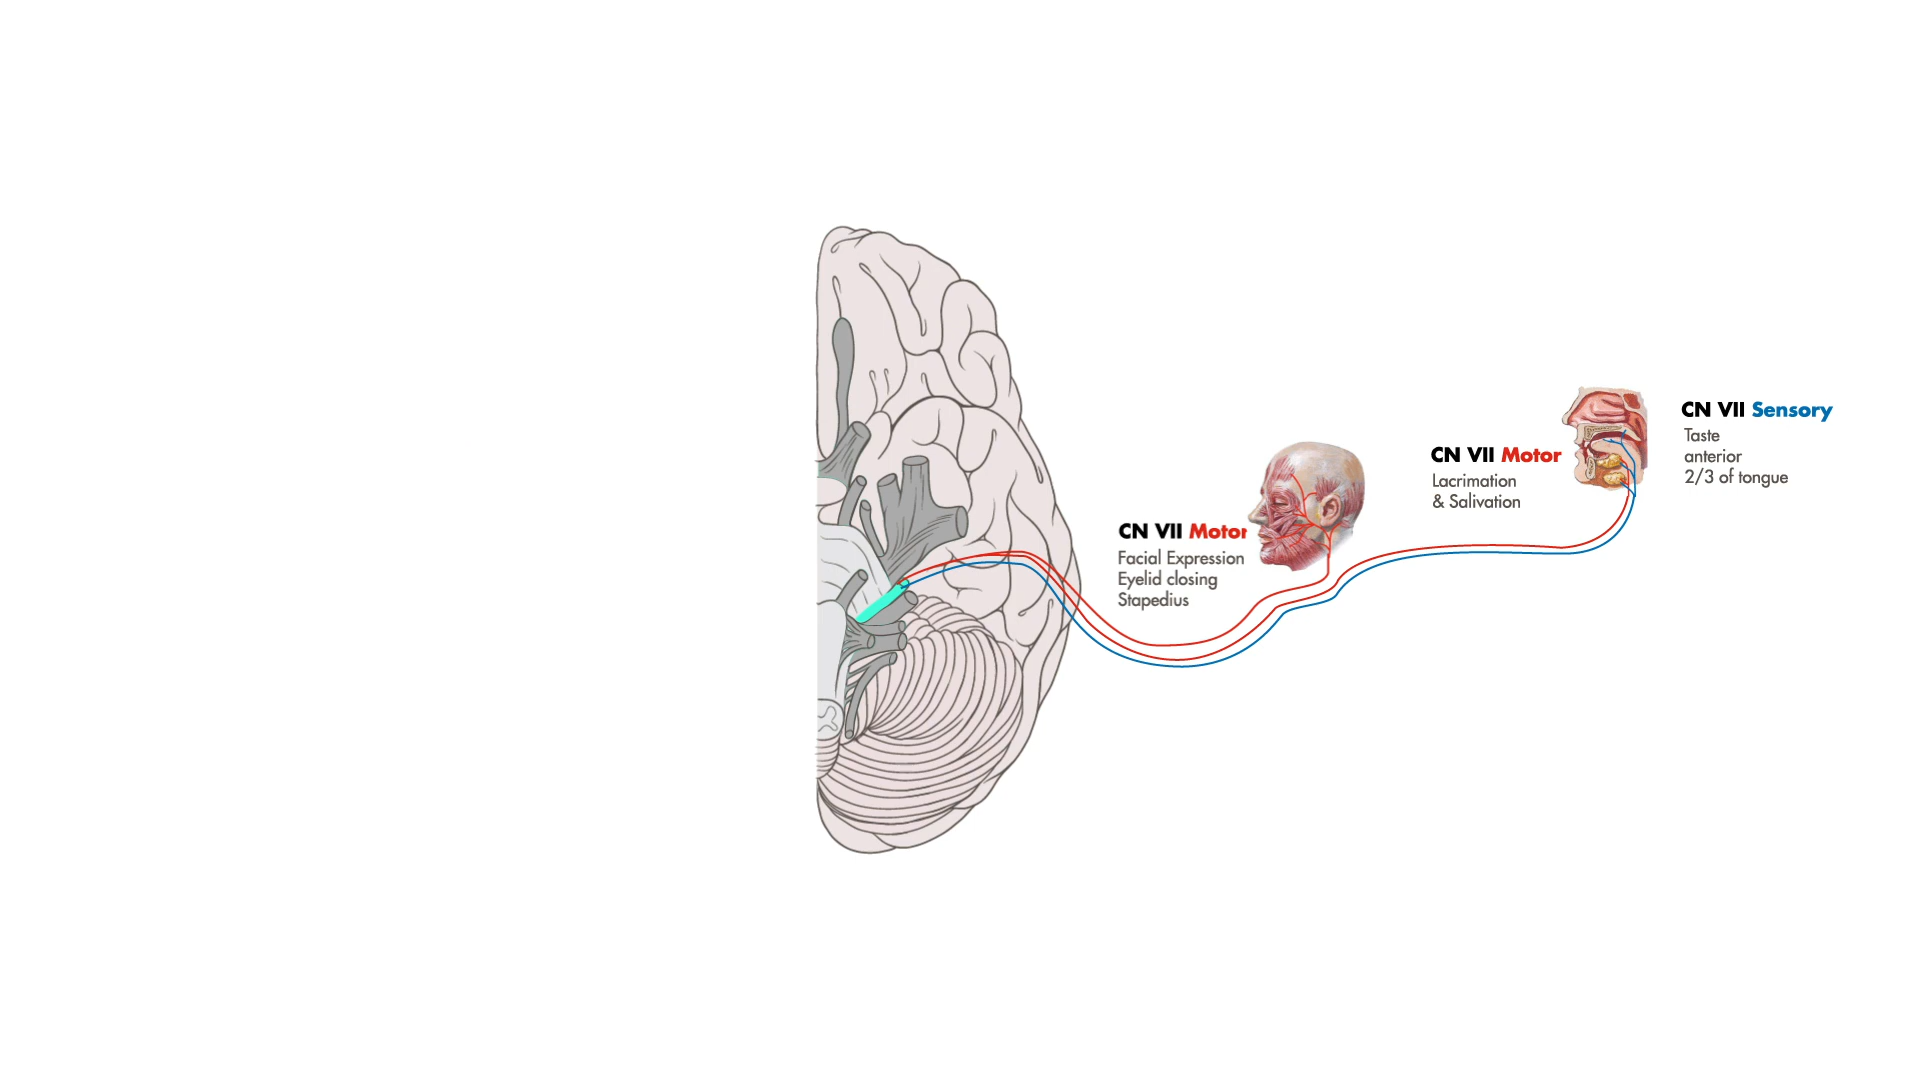 CN VII Motor
Facial Expression
Eyelid closing
Stapedius
CN VII Motor
Lacrimation
& Salivation
CN VII Sensory
Taste
anterior
2/3 of tongue